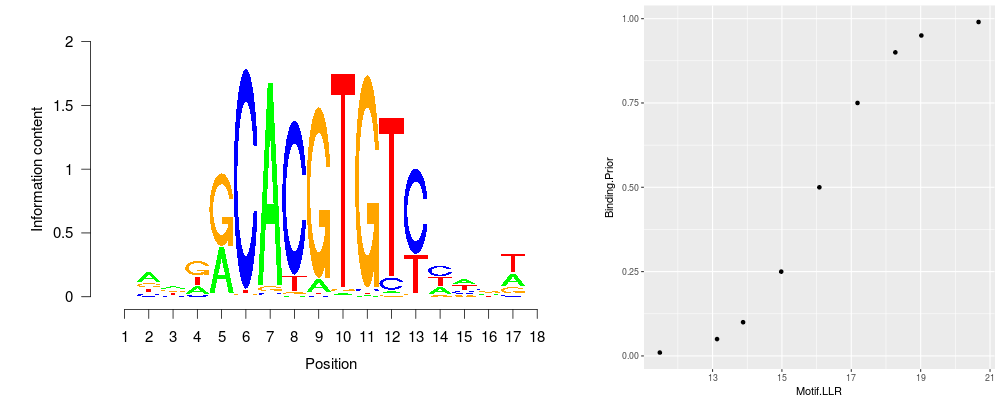 2
1.5
1
0.5
0
Information content
1 2 3 4 5 6 7 8 9 10 11 12 13 14 15 16 17 18
Position
A G A G A C A C T G A T G T C C T C T A A T A G
1.00
0.75
0.50
0.25
0.00
Binding.Prior
13 15 17 19 21
Motif.LLR